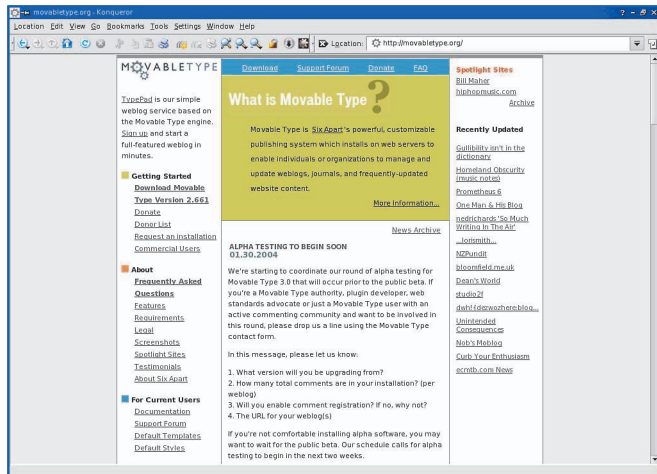 movabletype.org - Konqueror
Location Edit View Go Bookmarks Tools Settings Window Help
Location: http://movabletype.org/
MOVABLETYPE
TypePad is our simple
weblog service based on
the Movable Type engine.
Sign up and start a
full-featured weblog in
minutes.
Getting Started
Download Movable
Type Version 2.661
Donate
Donor List
Request an installation
Commercial Users
About
Frequently Asked
Questions
Features
Requirements
Legal
Screenshots
Spotlight Sites
Testimonials
About Six Apart
For Current Users
Documentation
Support Forum
Default Templates
Default Styles
Download Support Forum Donate FAQ
What is Movable Type ?
Movable Type is Six Apart's powerful, customizable
publishing system which installs on web servers to
enable individuals or organizations to manage and
update weblogs, journals, and frequently-updated
website content.
More Information...
News Archive
ALPHA TESTING TO BEGIN SOON
01.30.2004
We're starting to coordinate our round of alpha testing for
Movable Type 3.0 that will occur prior to the public beta. If
you're a Movable Type authority, plugin developer, web
standards advocate or just a Movable Type user with an
active commenting community and want to be involved in
this round, please drop us a line using the Movable Type
contact form.
In this message, please let us know:
1. What version will you be upgrading from?
2. How many total comments are in your installation? (per
weblog)
3. Will you enable comment registration? If no, why not?
4. The URL for your weblog(s)
If you're not comfortable installing alpha software, you may
want to wait for the public beta. Our schedule calls for alpha
testing to begin in the next two weeks.
Spotlight Sites
Bill Maher
hiphopmusic.com
Archive
Recently Updated
Gullibility isn't in the
dictionary
Homeland Obscurity
(music notes)
Prometheus 6
One Man & His Blog
nedrichards 'So Much
Writing In The Air'
...lorismith...
NZPundit
bloomfield.me.uk
Dean's World
studio2f
Unintended
Consequences
Nob's Moblog
Curb Your Enthusiasm
ecmtb.com News